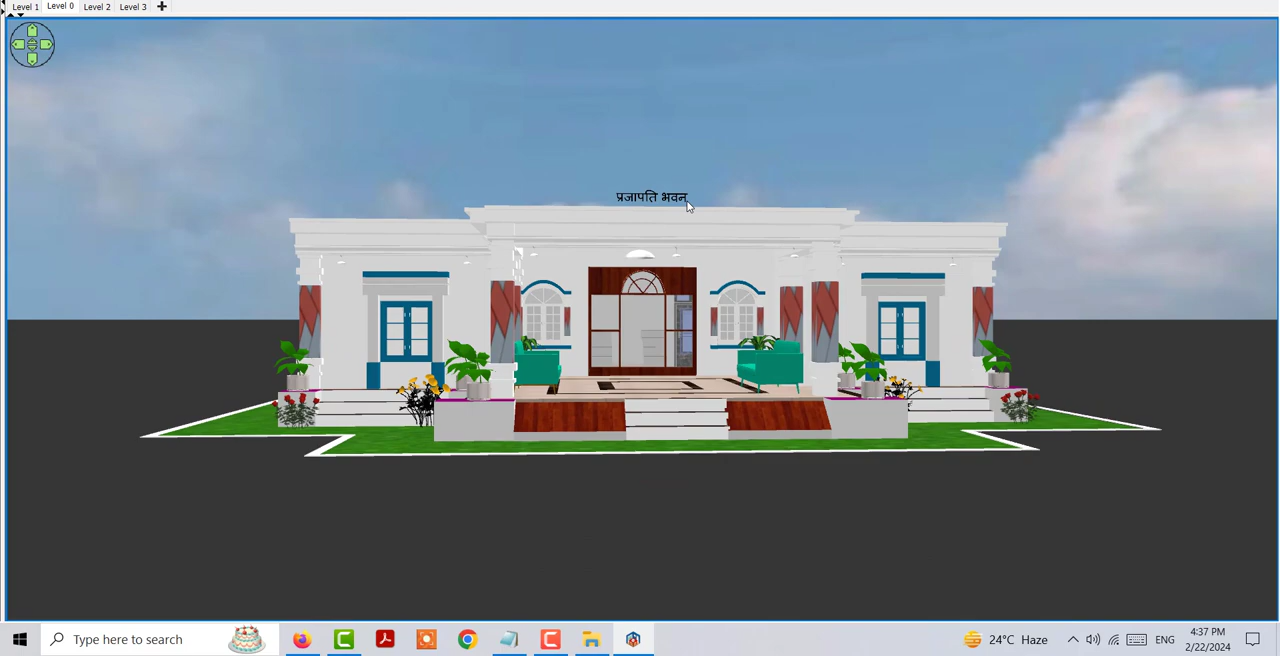 Level 1 Level 0 Level 2 Level 3
प्रजापति भवन
Type here to search
24°C Haze
ENG
4:37 PM
2/22/2024